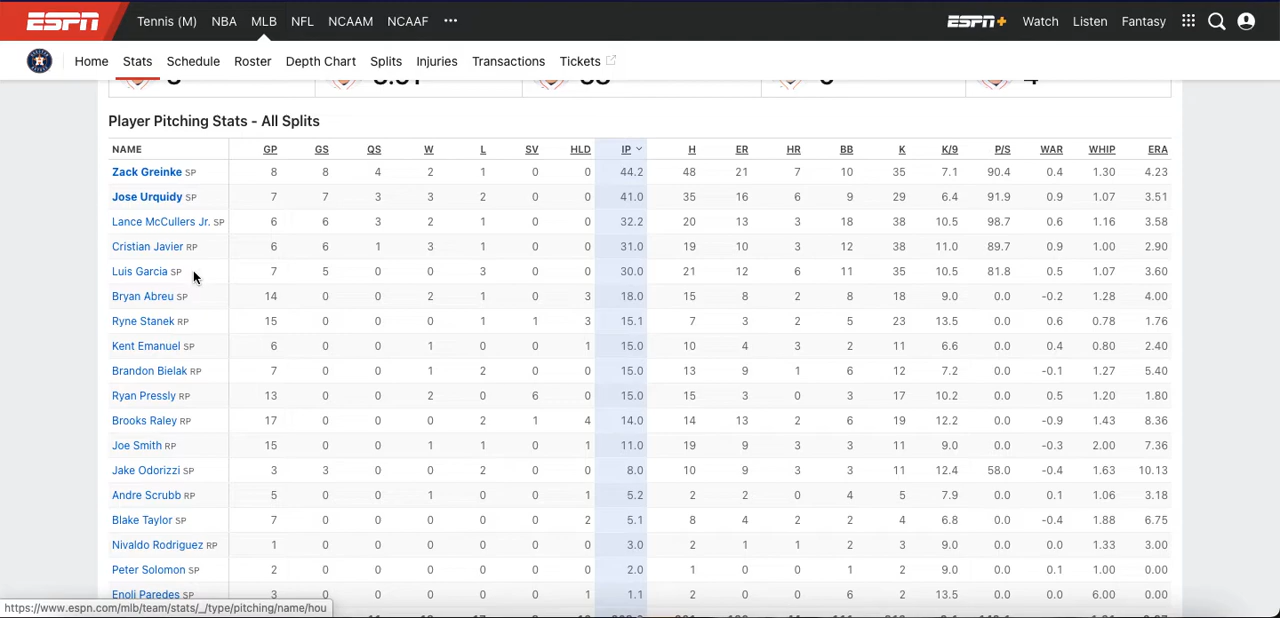 ESPN Tennis (M) NBA MLB NFL NCAAM NCAAF ••• ESPN+ Watch Listen Fantasy
Home Stats Schedule Roster Depth Chart Splits Injuries Transactions Tickets
Player Pitching Stats - All Splits
NAME GP GS QS W L SV HLD IP H ER HR BB K K/9 P/S WAR WHIP ERA
Zack Greinke SP 8 8 4 2 1 0 0 44.2 48 21 7 10 35 7.1 90.4 0.4 1.30 4.23
Jose Urquidy SP 7 7 3 3 2 0 0 41.0 35 16 6 9 29 6.4 91.9 0.9 1.07 3.51
Lance McCullers Jr. SP 6 6 3 2 1 0 0 32.2 20 13 3 18 38 10.5 98.7 0.6 1.16 3.58
Cristian Javier RP 6 6 1 3 1 0 0 31.0 19 10 3 12 38 11.0 89.7 0.9 1.00 2.90
Luis Garcia SP 7 5 0 0 3 0 0 30.0 21 12 6 11 35 10.5 81.8 0.5 1.07 3.60
Bryan Abreu SP 14 0 0 2 1 0 3 18.0 15 8 2 8 18 9.0 0.0 -0.2 1.28 4.00
Ryne Stanek RP 15 0 0 0 1 1 3 15.1 7 3 2 5 23 13.5 0.0 0.6 0.78 1.76
Kent Emanuel SP 6 0 0 1 0 0 1 15.0 10 4 3 2 11 6.6 0.0 0.4 0.80 2.40
Brandon Bielak RP 7 0 0 1 2 0 0 15.0 13 9 1 6 12 7.2 0.0 -0.1 1.27 5.40
Ryan Pressly RP 13 0 0 2 0 6 0 15.0 15 3 0 3 17 10.2 0.0 0.5 1.20 1.80
Brooks Raley RP 17 0 0 0 2 1 4 14.0 14 13 2 6 19 12.2 0.0 -0.9 1.43 8.36
Joe Smith RP 15 0 0 1 1 0 1 11.0 19 9 3 3 11 9.0 0.0 -0.3 2.00 7.36
Jake Odorizzi SP 3 3 0 0 2 0 0 8.0 10 9 3 3 11 12.4 58.0 -0.4 1.63 10.13
Andre Scrubb RP 5 0 0 1 0 0 1 5.2 2 2 0 4 5 7.9 0.0 0.1 1.06 3.18
Blake Taylor SP 7 0 0 0 0 0 2 5.1 8 4 2 2 4 6.8 0.0 -0.4 1.88 6.75
Nivaldo Rodriguez RP 1 0 0 0 0 0 0 3.0 2 1 1 2 3 9.0 0.0 0.0 1.33 3.00
Peter Solomon SP 2 0 0 0 0 0 0 2.0 1 0 0 1 2 9.0 0.0 0.1 1.00 0.00
Enoli Paredes SP 3 0 0 0 0 0 1 1.1 2 0 0 6 2 13.5 0.0 0.0 6.00 0.00
https://www.espn.com/mlb/team/stats/_/type/pitching/name/hou